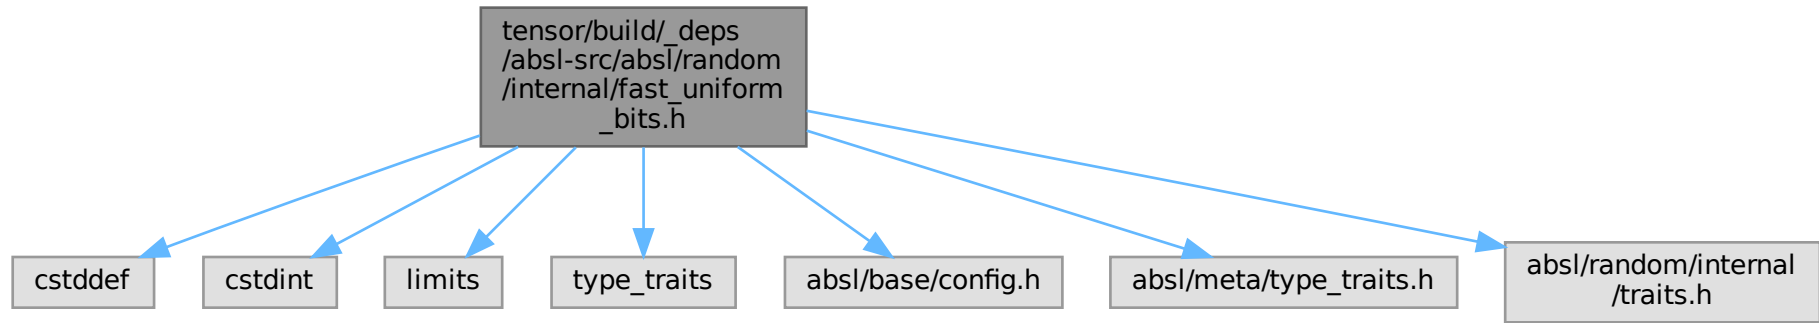 tensor/build/_deps
/absl-src/absl/random
/internal/fast_uniform
_bits.h
cstddef
cstdint
limits
type_traits
absl/base/config.h
absl/meta/type_traits.h
absl/random/internal
/traits.h